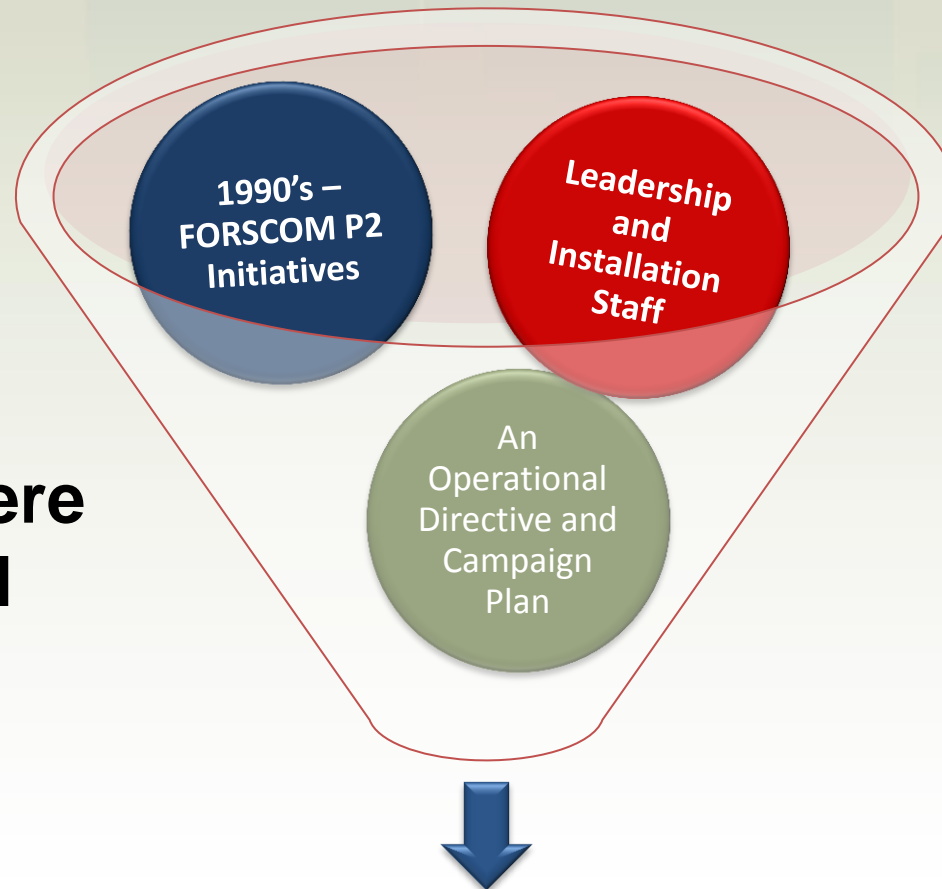 1990’s –
FORSCOM P2
Initiatives
Leadership
and
Installation
Staff
An
Operational
Directive and
Campaign
Plan